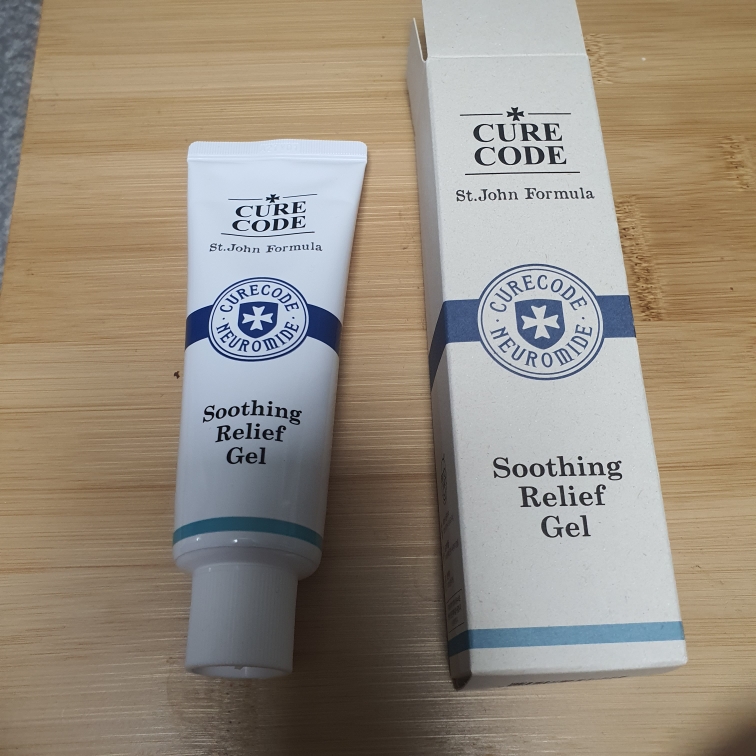 CURE
CODE
St.John Formula
CURECODE
NEUROMIDE
Soothing
Relief
Gel
CURE
CODE
St.John Formula
CURECODE
NEUROMIDE
Soothing
Relief
Gel